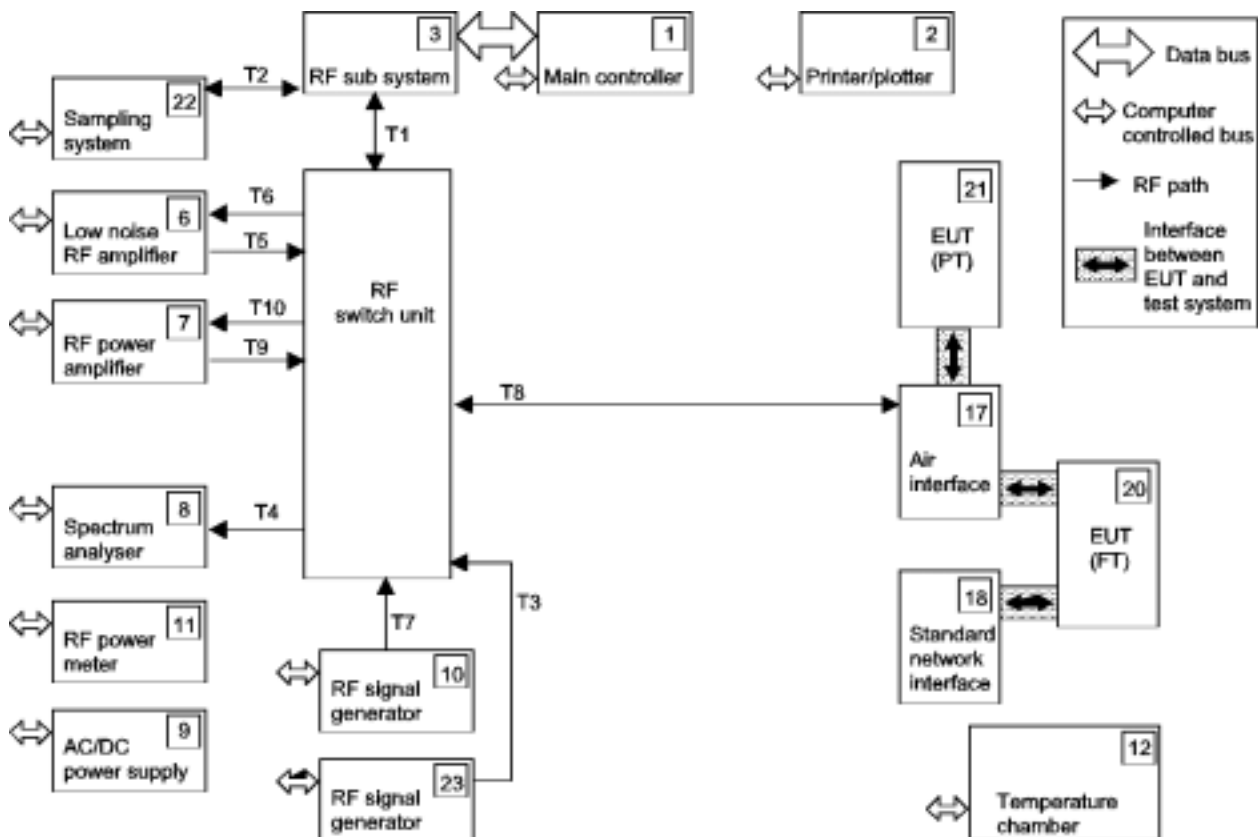 3
RF sub system
1
Main controller
2
Printer/plotter
Data bus
Computer
controlled bus
RF path
Interface
between
EUT and
test system
T2
22
Sampling
system
T1
T6
6
Low noise
RF amplifier
T5
RF
switch unit
T10
7
RF power
amplifier
T9
21
EUT
(PT)
T8
17
Air
interface
20
EUT
(FT)
8
Spectrum
analyser
T4
18
Standard
network
interface
T3
T7
11
RF power
meter
10
RF signal
generator
9
AC/DC
power supply
23
RF signal
generator
12
Temperature
chamber